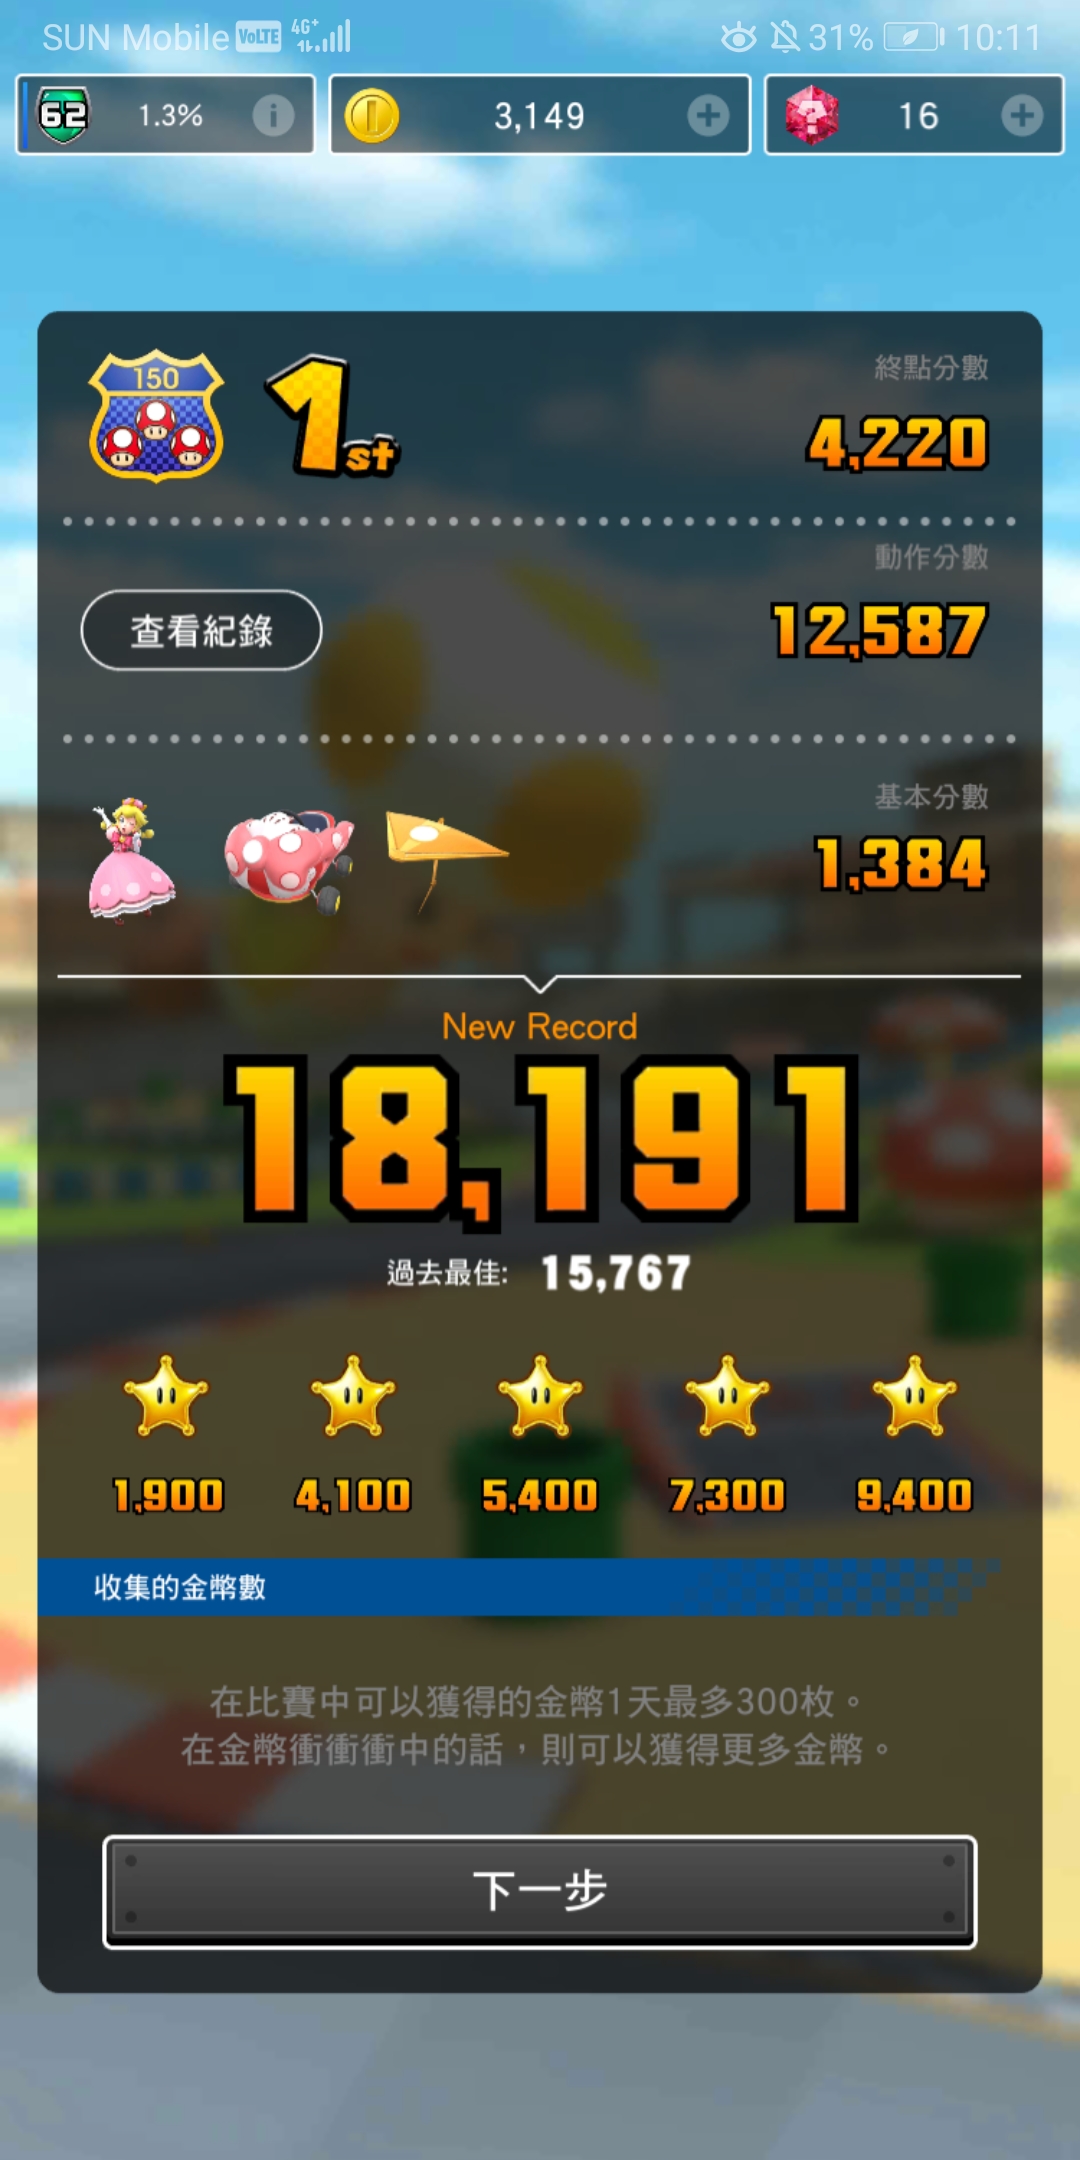 SUN Mobile VoLTE 4G+ 31% 10:11
62 1.3% 3,149 16
150 1st 終點分數
4,220
動作分數
查看紀錄 12,587
基本分數
1,384
New Record
18,191
過去最佳: 15,767
1,900 4,100 5,400 7,300 9,400
收集的金幣數
在比賽中可以獲得的金幣1天最多300枚。
在金幣衝衝衝中的話，則可以獲得更多金幣。
下一步